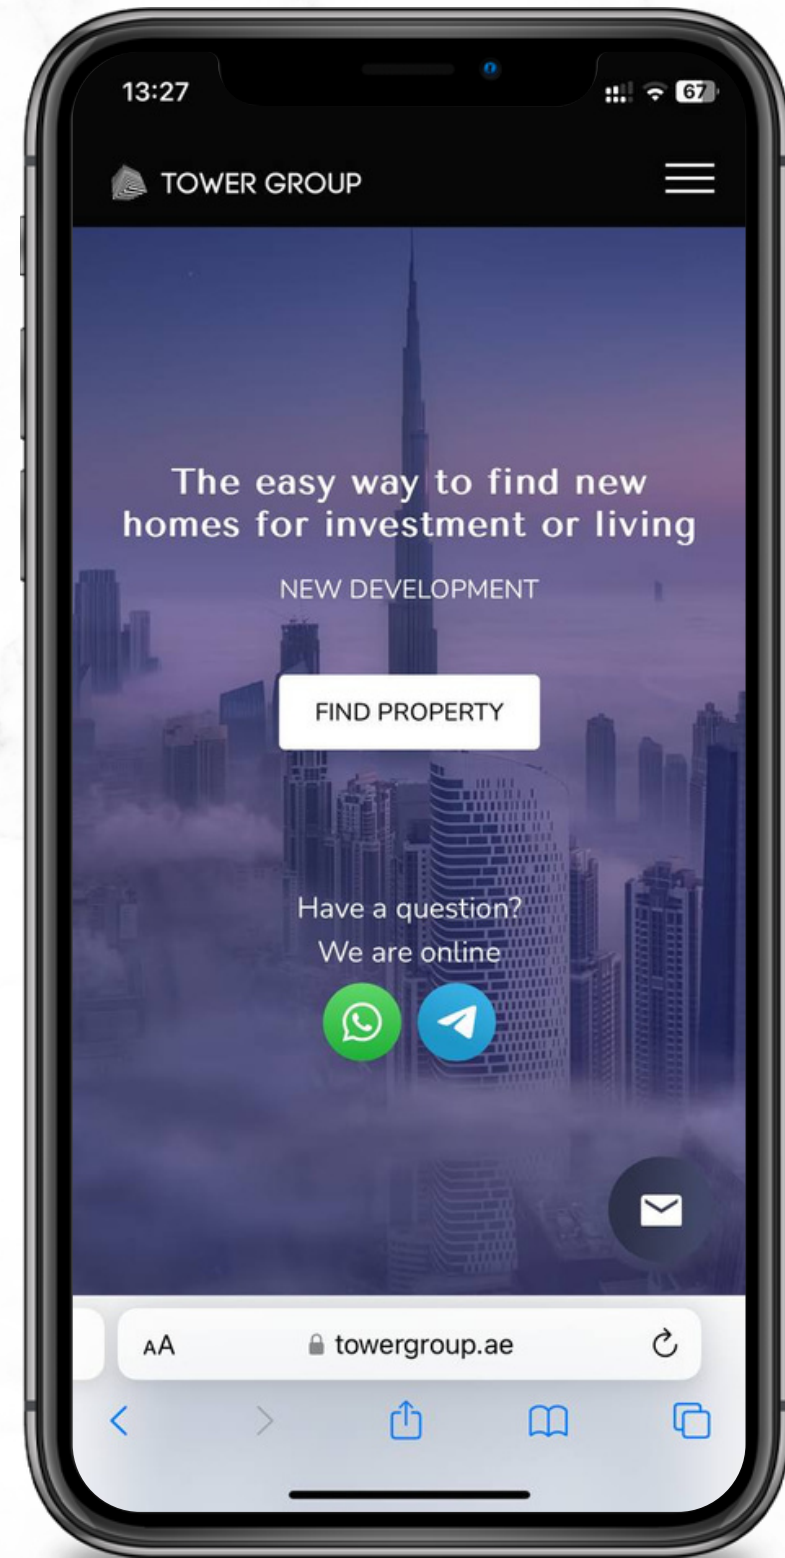 13:27
67
TOWER GROUP
The easy way to find new
homes for investment or living
NEW DEVELOPMENT
FIND PROPERTY
Have a question?
We are online
AA
towergroup.ae